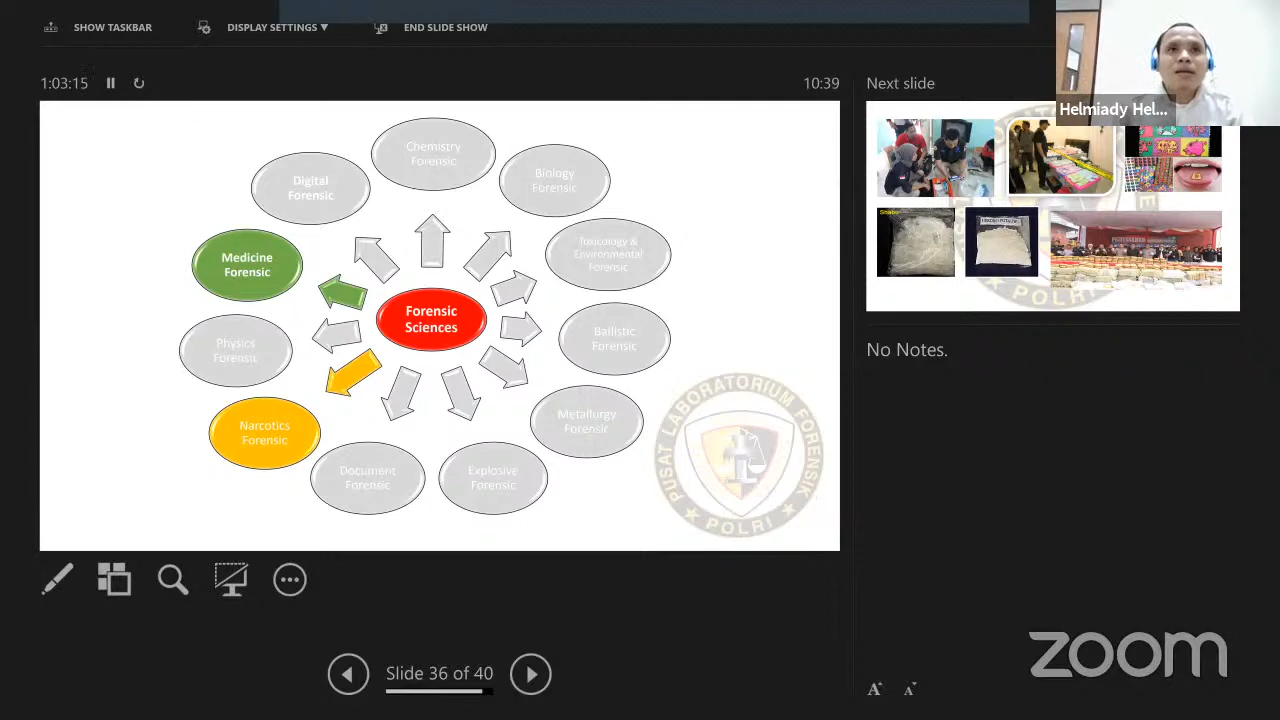 SHOW TASKBAR
DISPLAY SETTINGS ▼
END SLIDE SHOW
1:03:15
10:39
Next slide
Helmiady Hel...
Chemistry
Forensic
Digital
Forensic
Biology
Forensic
Medicine
Forensic
Toxicology &
Environmental
Forensic
Forensic
Sciences
Physics
Forensic
Ballistic
Forensic
Narcotics
Forensic
Metallurgy
Forensic
Document
Forensic
Explosive
Forensic
PUSAT LABORATORIUM FORENSIK
POLRI
Shabu
POLRI
No Notes.
Slide 36 of 40
A
A
zoom